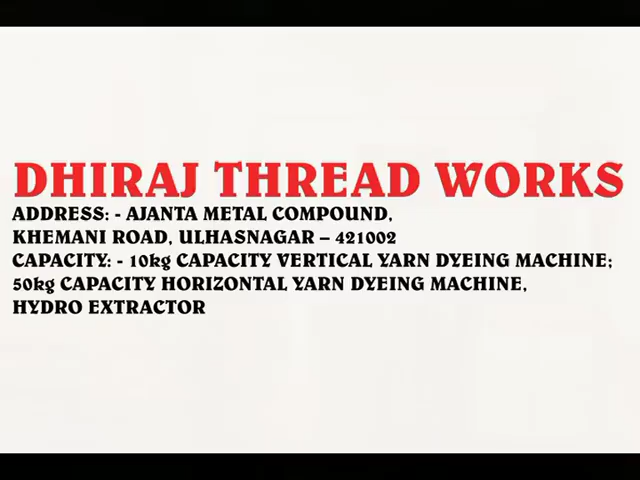 DHIRAJ THREAD WORKS
ADDRESS: - AJANTA METAL COMPOUND,
KHEMANI ROAD, ULHASNAGAR – 421002
CAPACITY: - 10kg CAPACITY VERTICAL YARN DYEING MACHINE;
50kg CAPACITY HORIZONTAL YARN DYEING MACHINE,
HYDRO EXTRACTOR